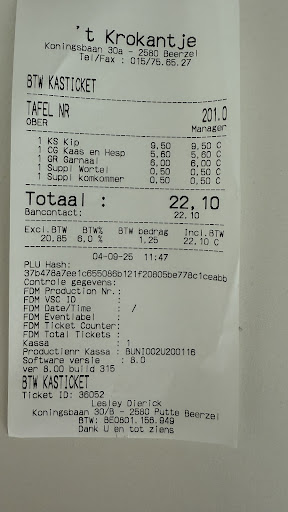 't Krokantje
Koningsbaan 30a - 2580 Beerzel
Tel/Fax : 015/75.65.27
BTW KASTICKET
TAFEL NR 201.0
OBER Manager
1 KS Kip 9,50 9,50 C
1 CG Kaas en Hesp 5,60 5,60 C
1 GR Garnaal 6,00 6,00 C
1 Suppl Wortel 0,50 0,50 C
1 Suppl komkommer 0,50 0,50 C
Totaal : 22,10
Bancontact: 22,10
Excl.BTW BTW% BTW bedrag Incl.BTW
20,85 6,0 % 1,25 22,10 C
04-09-25 11:47
PLU Hash:
37b478a7ee1c655086b121f20805be778c1ceabb
Controle gegevens:
FDM Production Nr.:
FDM VSC ID :
FDM Date/Time : /
FDM Eventlabel :
FDM Ticket Counter:
FDM Total Tickets :
Kassa : 1
Productienr Kassa : BUNI002U200116
Software versie : 8.0
ver 8.00 build 315
BTW KASTICKET
Ticket ID: 36052
Lesley Dierick
Koningsbaan 30/B - 2580 Putte Beerzel
BTW: BE0801.156.949
Dank U en tot ziens